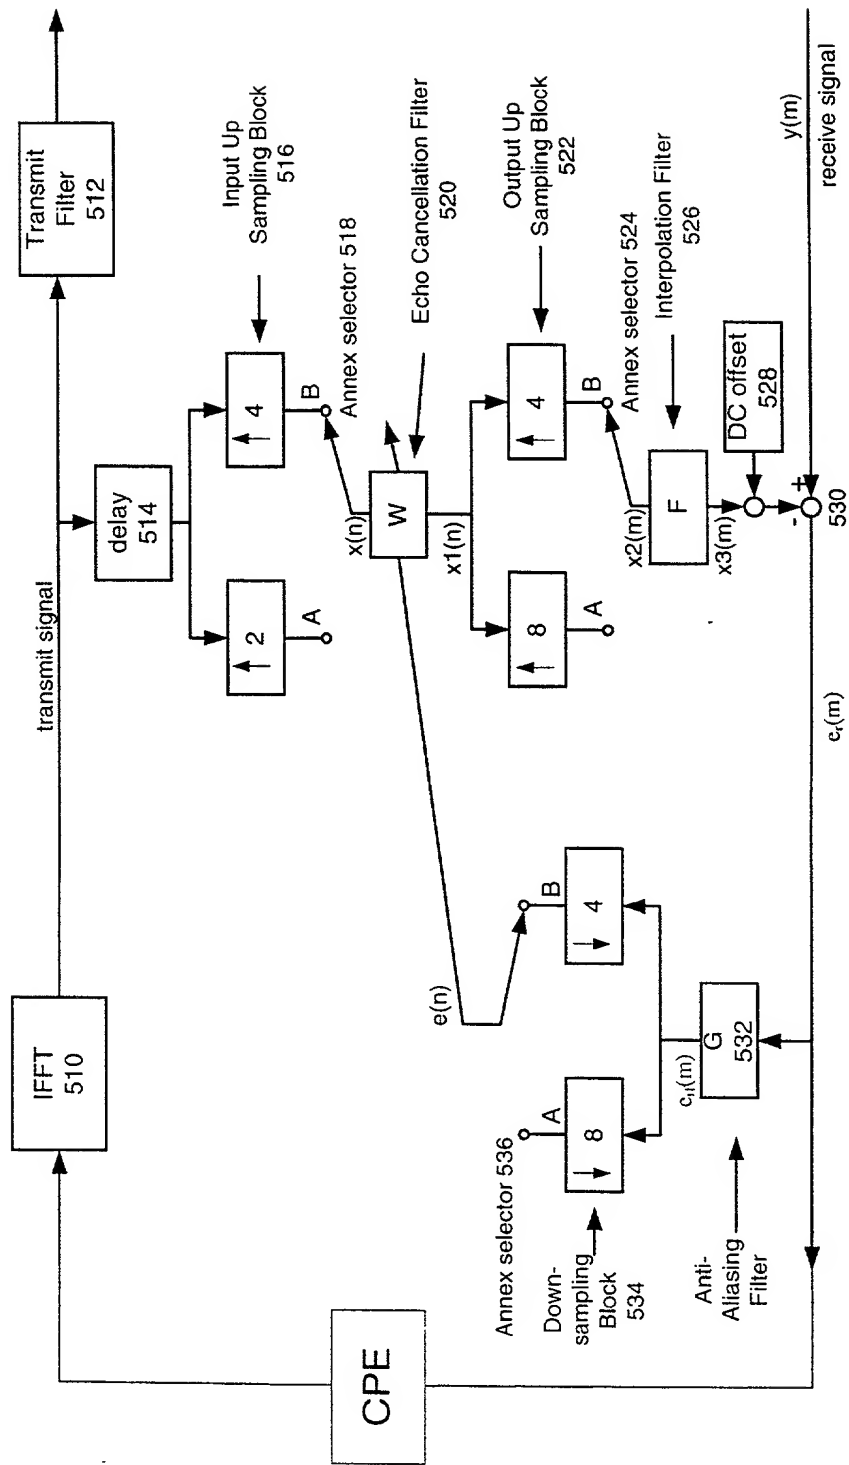 CPE
IFFT
510
transmit signal
Transmit
Filter
512
delay
514
2
4
A
B
Input Up
Sampling Block
516
Annex selector 518
x(n)
W
Echo Cancellation Filter
520
x1(n)
8
4
A
B
Output Up
Sampling Block
522
Annex selector 524
x2(m)
F
Interpolation Filter
526
x3(m)
DC offset
528
-
+
530
y(m)
receive signal
er(m)
G
532
Anti-
Aliasing
Filter
8
4
A
B
Down-
sampling
Block
534
Annex selector 536
e(n)